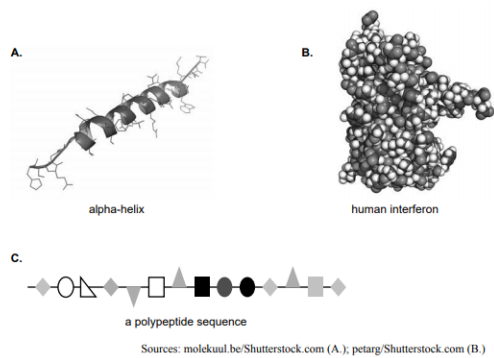 A.
B.
alpha-helix
human interferon
C.
a polypeptide sequence
Sources: molekuul.be/Shutterstock.com (A.); petarg/Shutterstock.com (B.)